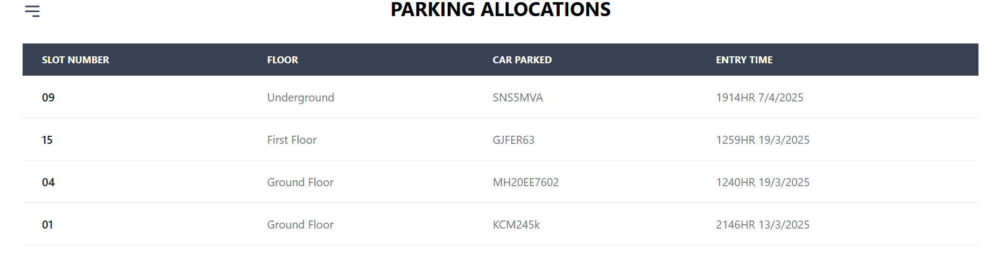 PARKING ALLOCATIONS
SLOT NUMBER FLOOR CAR PARKED ENTRY TIME
09 Underground SNS5MVA 1914HR 7/4/2025
15 First Floor GJFER63 1259HR 19/3/2025
04 Ground Floor MH20EE7602 1240HR 19/3/2025
01 Ground Floor KCM245k 2146HR 13/3/2025